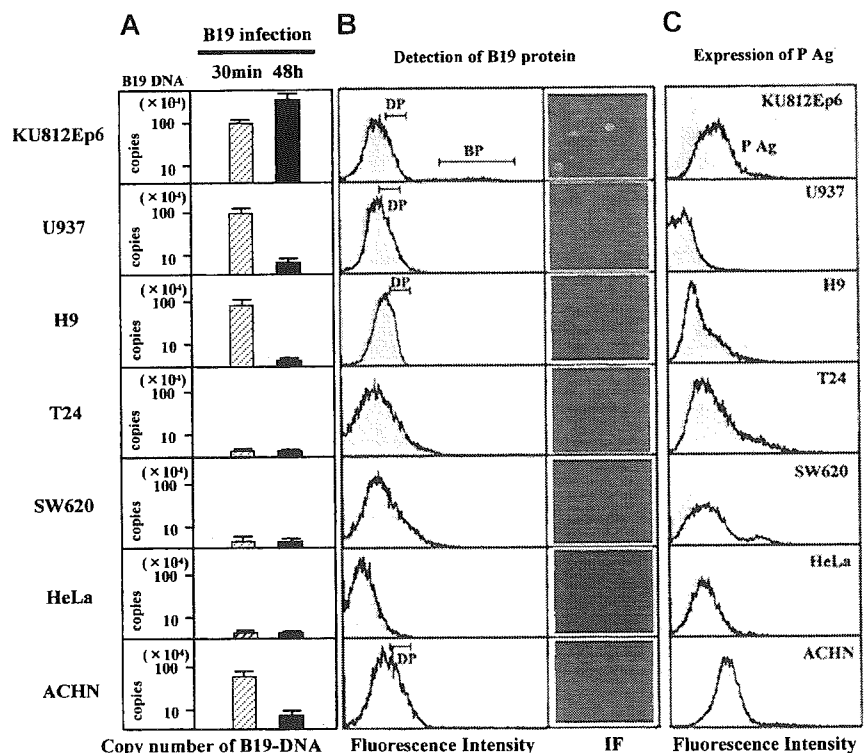 A B C
B19 infection
Detection of B19 protein
Expression of P Ag
30min 48h
B19 DNA
KU812Ep6
(×10⁴)
100
10
copies
DP
BP
KU812Ep6
P Ag
U937
(×10⁴)
100
10
copies
DP
U937
H9
(×10⁴)
100
10
copies
DP
H9
T24
(×10⁴)
100
10
copies
T24
SW620
(×10⁴)
100
10
copies
SW620
HeLa
(×10⁴)
100
10
copies
HeLa
ACHN
(×10⁴)
100
10
copies
DP
ACHN
Copy number of B19-DNA
Fluorescence Intensity
IF
Fluorescence Intensity